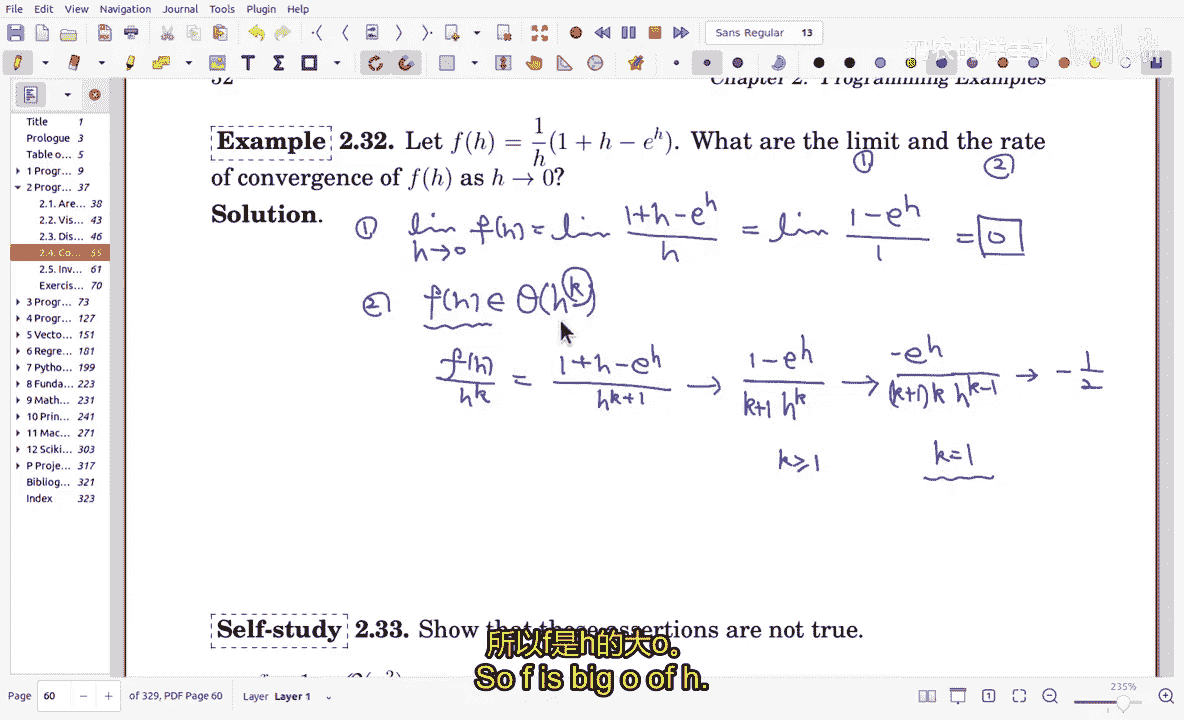 File Edit View Navigation Journal Tools Plugin Help
Sans Regular 13
52 Chapter 2. Programming Examples
Title 1
Prologue 3
Table o... 5
1 Progr... 9
2 Progr... 37
2.1. Are... 38
2.2. Vis... 43
2.3. Dis... 46
2.4. Co... 55
2.5. Inv... 61
Exercis... 70
3 Progr... 73
4 Progr... 127
5 Vecto... 151
6 Regre... 181
7 Pytho... 199
8 Funda... 223
9 Math... 231
10 Prin... 241
11 Mac... 271
12 Sciki... 303
P Proje... 317
Bibliog... 321
Index 323
Example 2.32. Let f(h) = 1/h (1 + h − e^h). What are the limit and the rate
① ②
of convergence of f(h) as h → 0?
Solution.
① lim h→0 f(h) = lim (1+h−e^h)/h = lim (1−e^h)/1 = 0
② f(h) ∈ Θ(h^k)
f(h)/h^k = (1+h−e^h)/h^{k+1} → (1−e^h)/(k+1 h^k) → −e^h/((k+1)k h^{k−1}) → −1/2
k≥1 k=1
Self-study 2.33. Show that these assertions are not true.
所以f是h的大o。
So f is big o of h.
Page 60 of 329, PDF Page 60 Layer Layer 1 235%